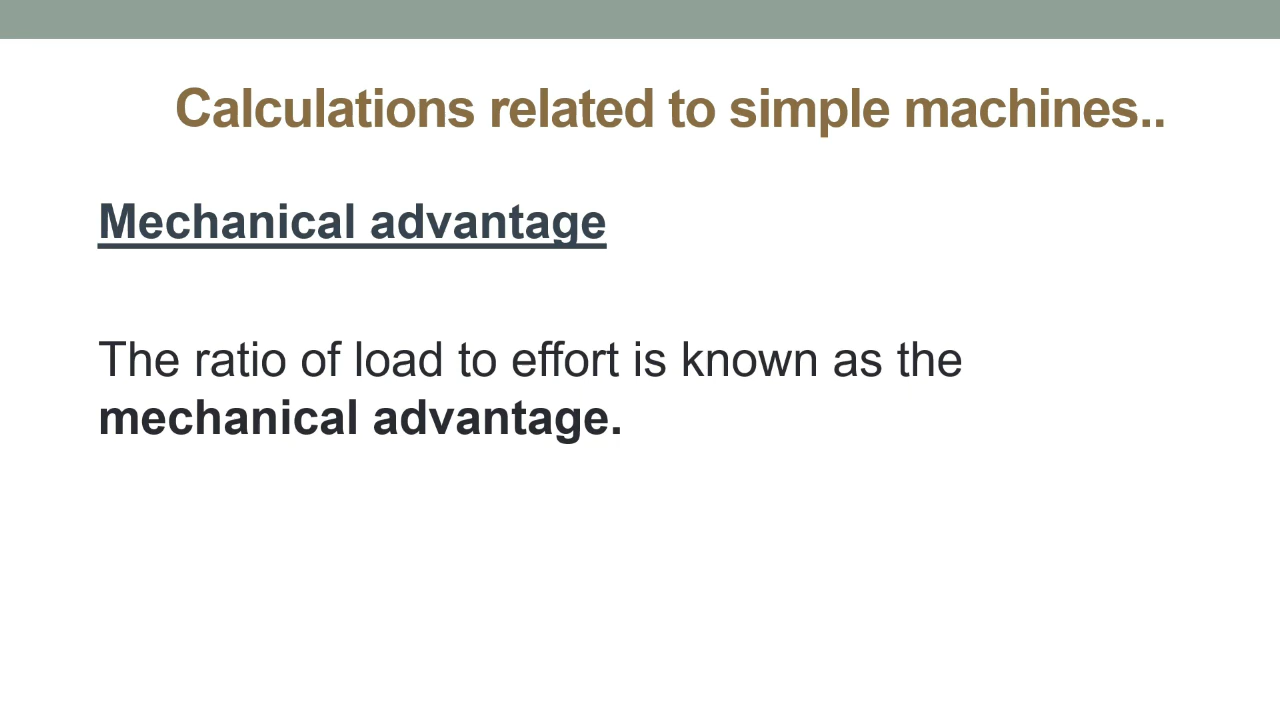 Calculations related to simple machines..
Mechanical advantage
The ratio of load to effort is known as the
mechanical advantage.